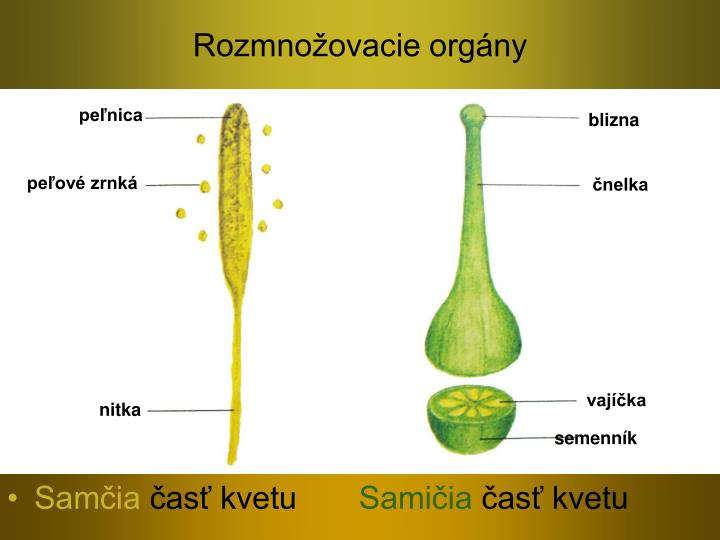 Rozmnožovacie orgány
peľnica
peľové zrnká
nitka
blizna
čnelka
vajíčka
semenník
• Samčia časť kvetu Samičia časť kvetu